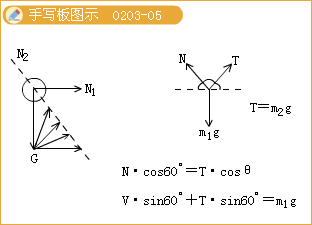 手写板图示 0203-05
N₂
N₁
G
N
T
m₁g
T=m₂g
N·cos60°=T·cosθ
V·sin60°+T·sin60°=m₁g